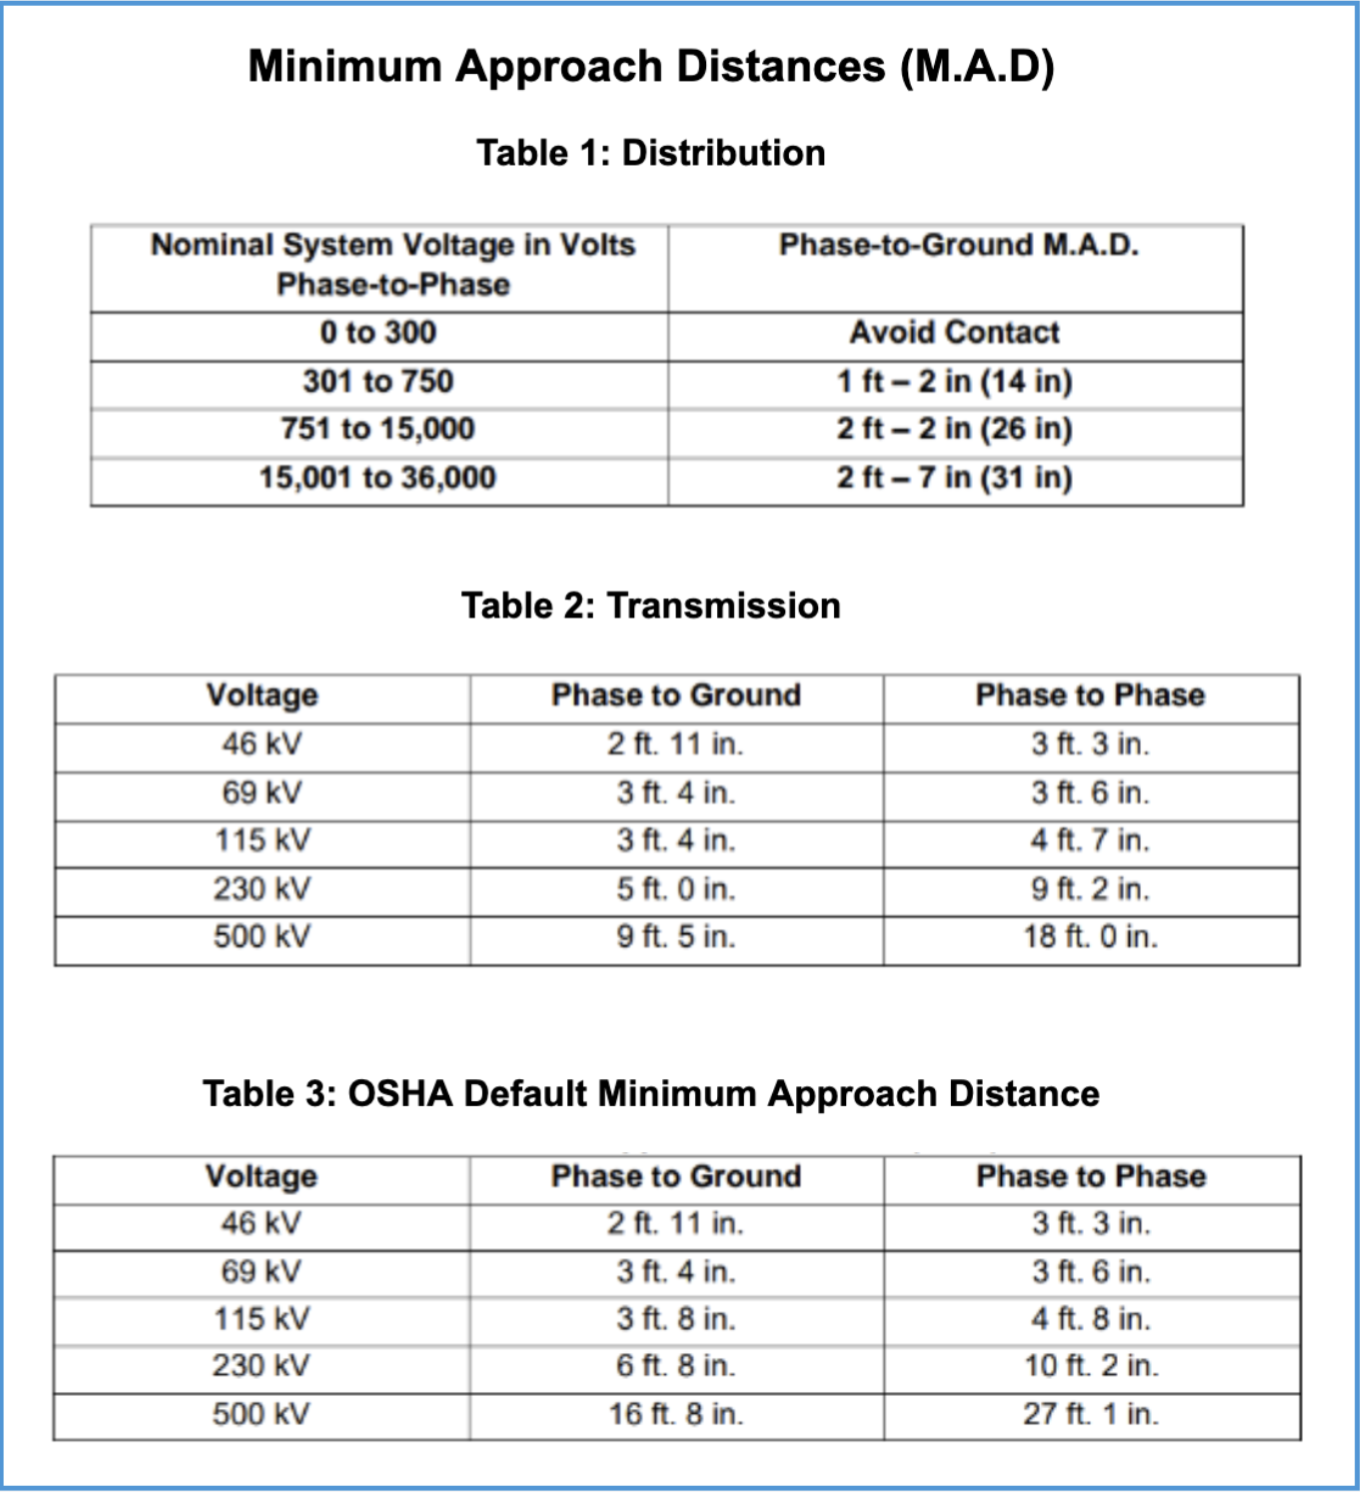 Minimum Approach Distances (M.A.D)
Table 1: Distribution
Nominal System Voltage in Volts Phase-to-Ground M.A.D.
Phase-to-Phase
0 to 300 Avoid Contact
301 to 750 1 ft – 2 in (14 in)
751 to 15,000 2 ft – 2 in (26 in)
15,001 to 36,000 2 ft – 7 in (31 in)
Table 2: Transmission
Voltage Phase to Ground Phase to Phase
46 kV 2 ft. 11 in. 3 ft. 3 in.
69 kV 3 ft. 4 in. 3 ft. 6 in.
115 kV 3 ft. 4 in. 4 ft. 7 in.
230 kV 5 ft. 0 in. 9 ft. 2 in.
500 kV 9 ft. 5 in. 18 ft. 0 in.
Table 3: OSHA Default Minimum Approach Distance
Voltage Phase to Ground Phase to Phase
46 kV 2 ft. 11 in. 3 ft. 3 in.
69 kV 3 ft. 4 in. 3 ft. 6 in.
115 kV 3 ft. 8 in. 4 ft. 8 in.
230 kV 6 ft. 8 in. 10 ft. 2 in.
500 kV 16 ft. 8 in. 27 ft. 1 in.